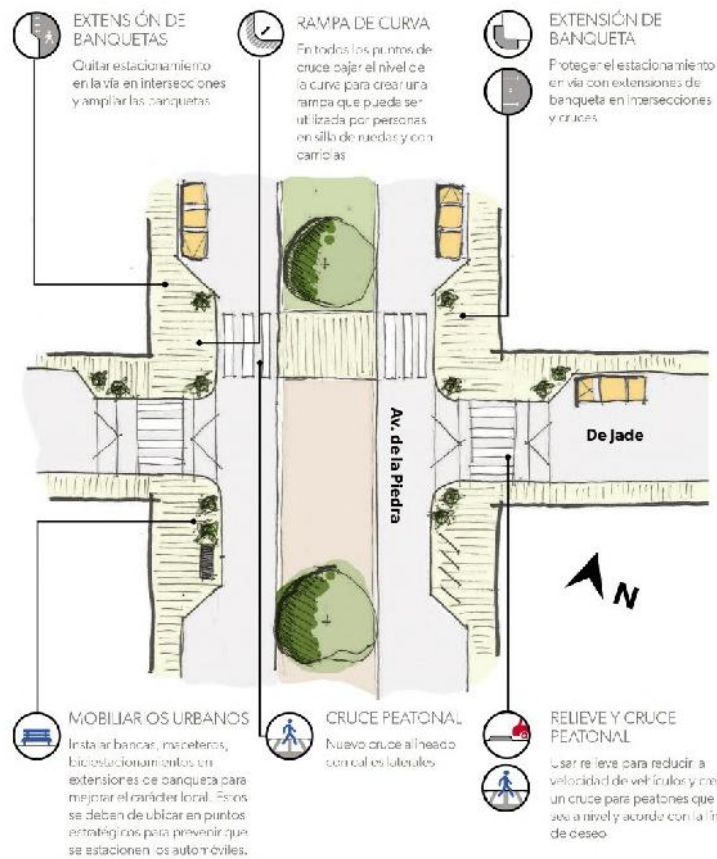 EXTENSIÓN DE
BANQUETAS
Quitar estacionamiento
en la vía en intersecciones
y ampliar las banquetas
RAMPA DE CURVA
En todos los puntos de
cruce bajar el nivel de
la curva para crear una
rampa que pueda ser
utilizada por personas
en silla de ruedas y con
carriolas
EXTENSIÓN DE
BANQUETA
Proteger el estacionamiento
en vía con extensiones de
banqueta en intersecciones
y cruces
Av. de la Piedra
De Jade
N
MOBILIARIOS URBANOS
Instalar bancas, maceteros,
biciestacionamientos en
extensiones de banqueta para
mejorar el carácter local. Estos
se deben de ubicar en puntos
estratégicos para prevenir que
se estacionen los automóviles.
CRUCE PEATONAL
Nuevo cruce alineado
con calles laterales
RELIEVE Y CRUCE
PEATONAL
Usar relieve para reducir la
velocidad de vehículos y cre
un cruce para peatones que
sea a nivel y acorde con la lín
de deseo